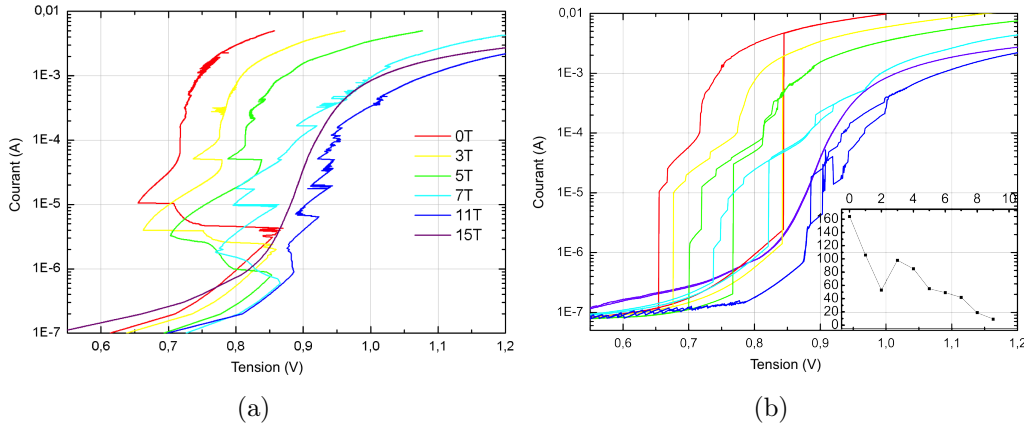 0,01
1E-3
1E-4
1E-5
1E-6
1E-7
Courant (A)
0,6 0,7 0,8 0,9 1,0 1,1 1,2
Tension (V)
0T
3T
5T
7T
11T
15T
(a)
0,01
1E-3
1E-4
1E-5
1E-6
1E-7
Courant (A)
0,6 0,7 0,8 0,9 1,0 1,1 1,2
Tension (V)
0 2 4 6 8 10
160
140
120
100
80
60
40
20
0
(b)